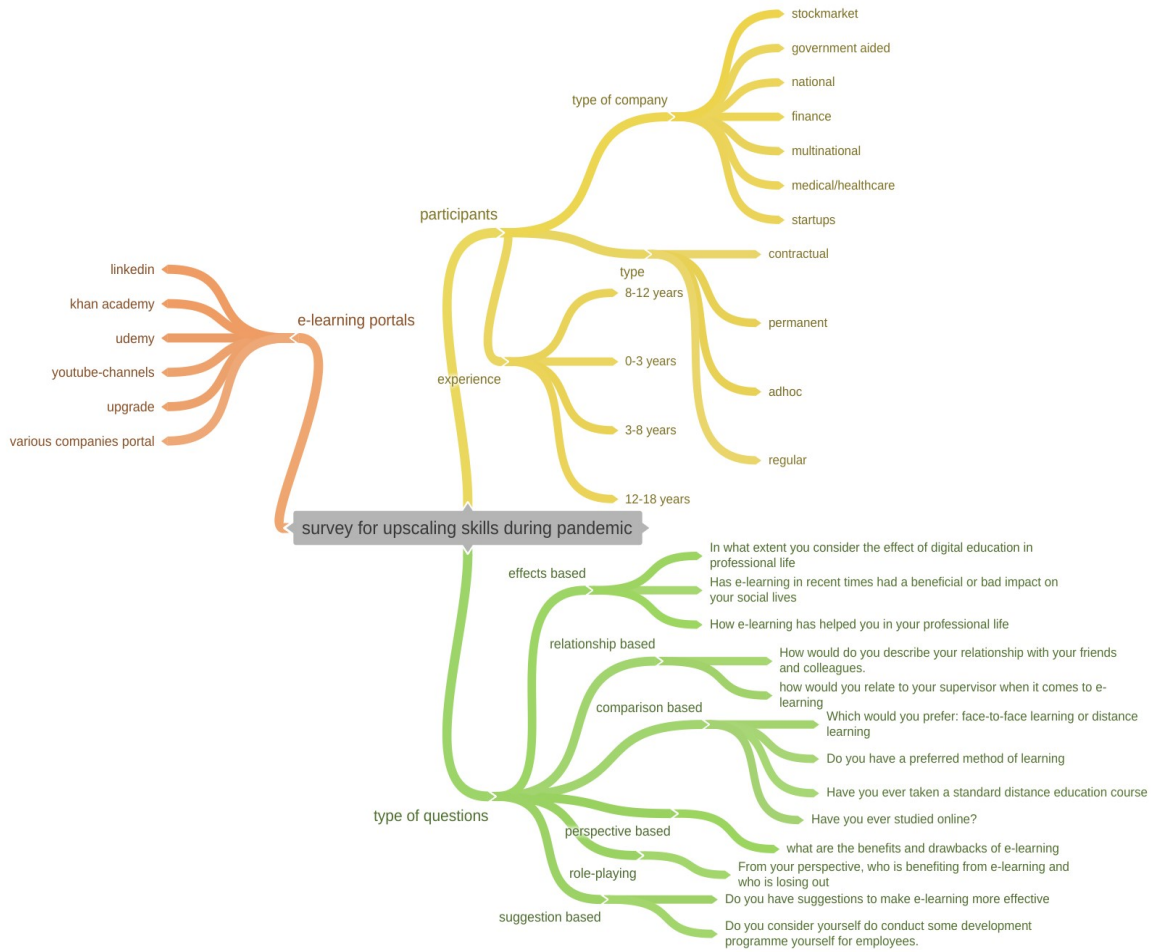 stockmarket
government aided
national
type of company
finance
multinational
medical/healthcare
startups
participants
contractual
type
8-12 years
permanent
0-3 years
experience
adhoc
3-8 years
regular
12-18 years
linkedin
khan academy
e-learning portals
udemy
youtube-channels
upgrade
various companies portal
survey for upscaling skills during pandemic
effects based
In what extent you consider the effect of digital education in
professional life
Has e-learning in recent times had a beneficial or bad impact on
your social lives
How e-learning has helped you in your professional life
relationship based
How would do you describe your relationship with your friends
and colleagues.
how would you relate to your supervisor when it comes to e-
learning
comparison based
Which would you prefer: face-to-face learning or distance
learning
Do you have a preferred method of learning
Have you ever taken a standard distance education course
Have you ever studied online?
type of questions
perspective based
what are the benefits and drawbacks of e-learning
role-playing
From your perspective, who is benefiting from e-learning and
who is losing out
suggestion based
Do you have suggestions to make e-learning more effective
Do you consider yourself do conduct some development
programme yourself for employees.